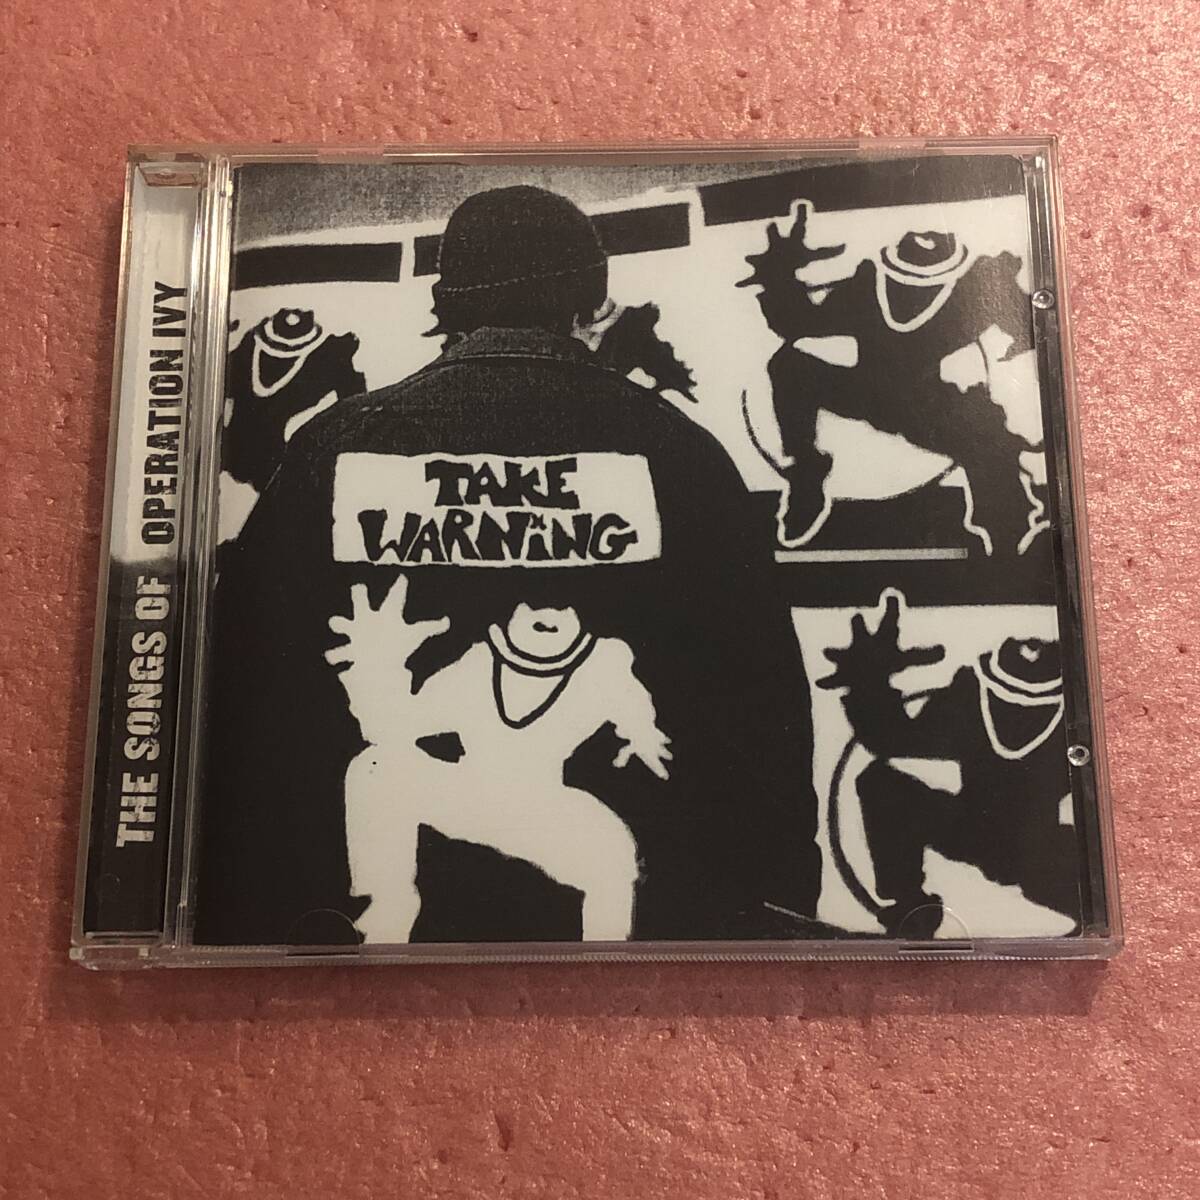 THE SONGS OF OPERATION IVY
TAKE
WARNING